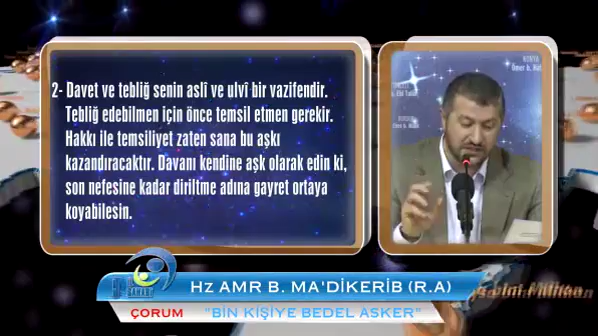 2- Davet ve tebliğ senin aslî ve ulvî bir vazifendir.
Tebliğ edebilmen için önce temsil etmen gerekir.
Hakkı ile temsiliyet zaten sana bu aşkı
kazandıracaktır. Davanı kendine aşk olarak edin ki,
son nefesine kadar diriltme adına gayret ortaya
koyabilesin.
KONYA
Hz AMR B. MA'DİKERİB (R.A)
ÇORUM "BİN KİŞİYE BEDEL ASKER"